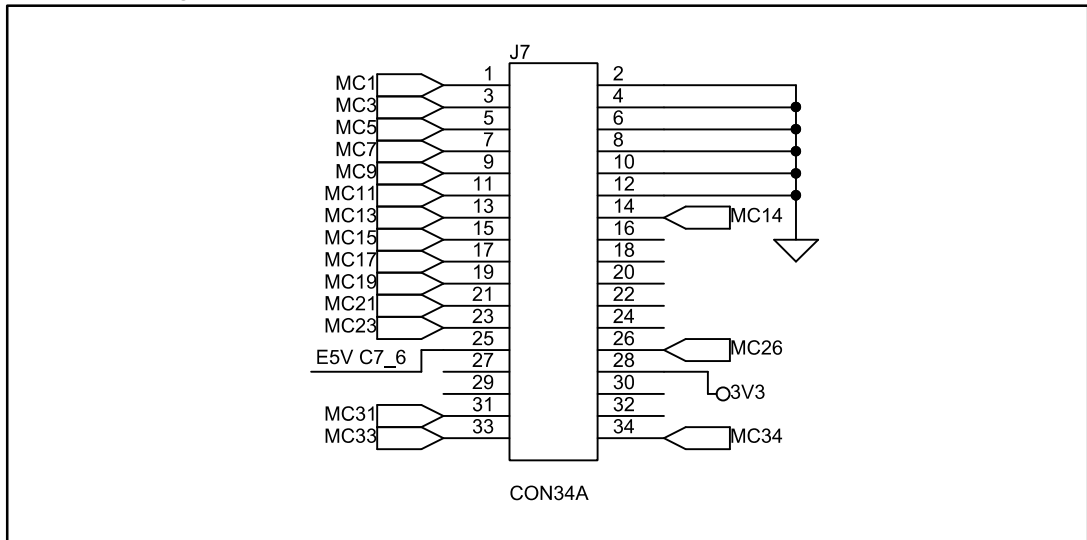 J7
MC1 1 2
MC3 3 4
MC5 5 6
MC7 7 8
MC9 9 10
MC11 11 12
MC13 13 14 MC14
MC15 15 16
MC17 17 18
MC19 19 20
MC21 21 22
MC23 23 24
25 26 MC26
E5V C7_6 27 28
29 30 3V3
MC31 31 32
MC33 33 34 MC34
CON34A